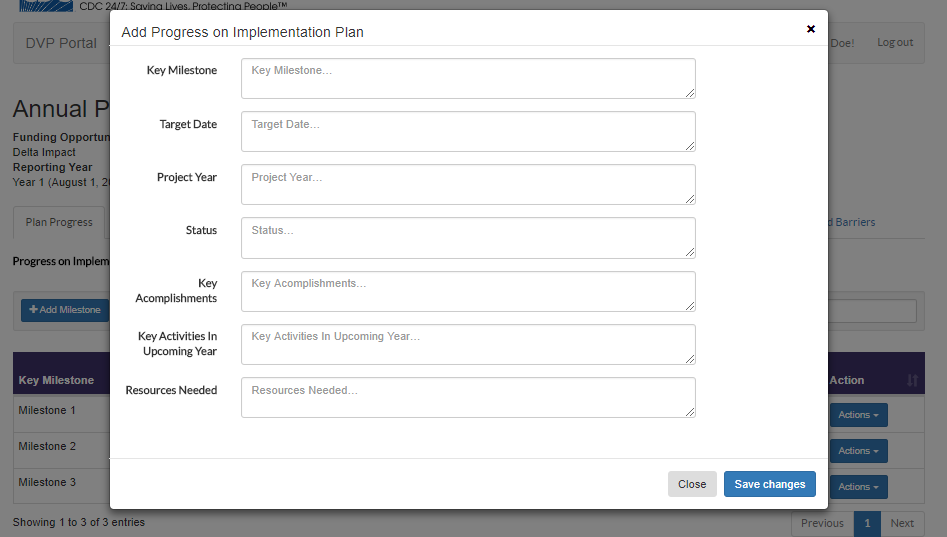 CDC 24/7: Saving Lives, Protecting People™
DVP Portal
Doe!
Log out
Add Progress on Implementation Plan
×
Annual P
Funding Opportun
Delta Impact
Reporting Year
Year 1 (August 1, 2
Plan Progress
d Barriers
Progress on Implem
Add Milestone
Key Milestone
Key Milestone...
Target Date
Target Date...
Project Year
Project Year...
Status
Status...
Key
Acomplishments
Key Acomplishments...
Key Activities In
Upcoming Year
Key Activities In Upcoming Year...
Resources Needed
Resources Needed...
Close
Save changes
Key Milestone
Action
Milestone 1
Actions
Milestone 2
Actions
Milestone 3
Actions
Showing 1 to 3 of 3 entries
Previous
1
Next